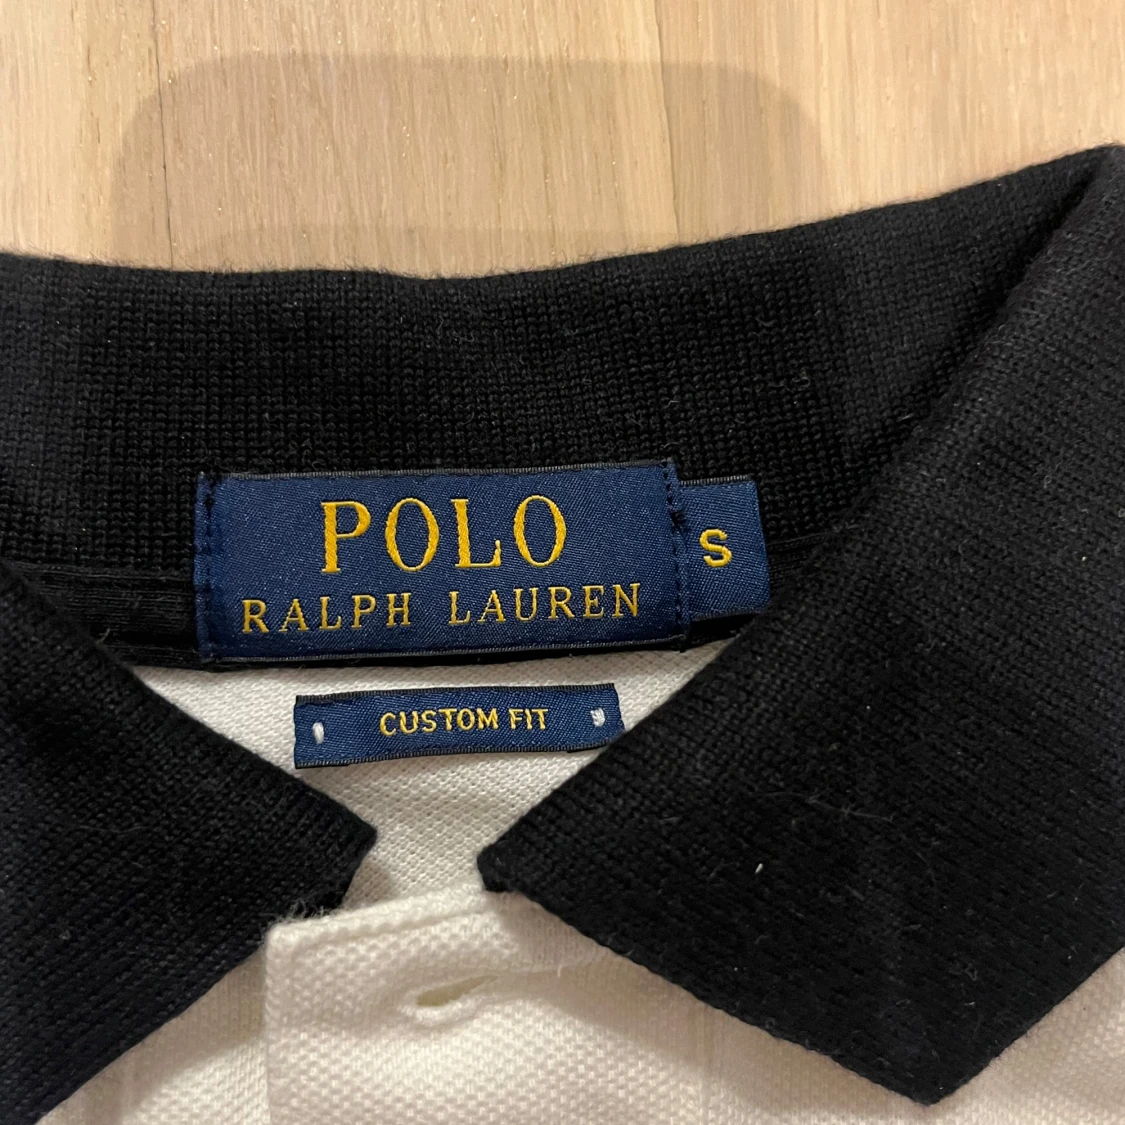 POLO
RALPH LAUREN
S
CUSTOM FIT